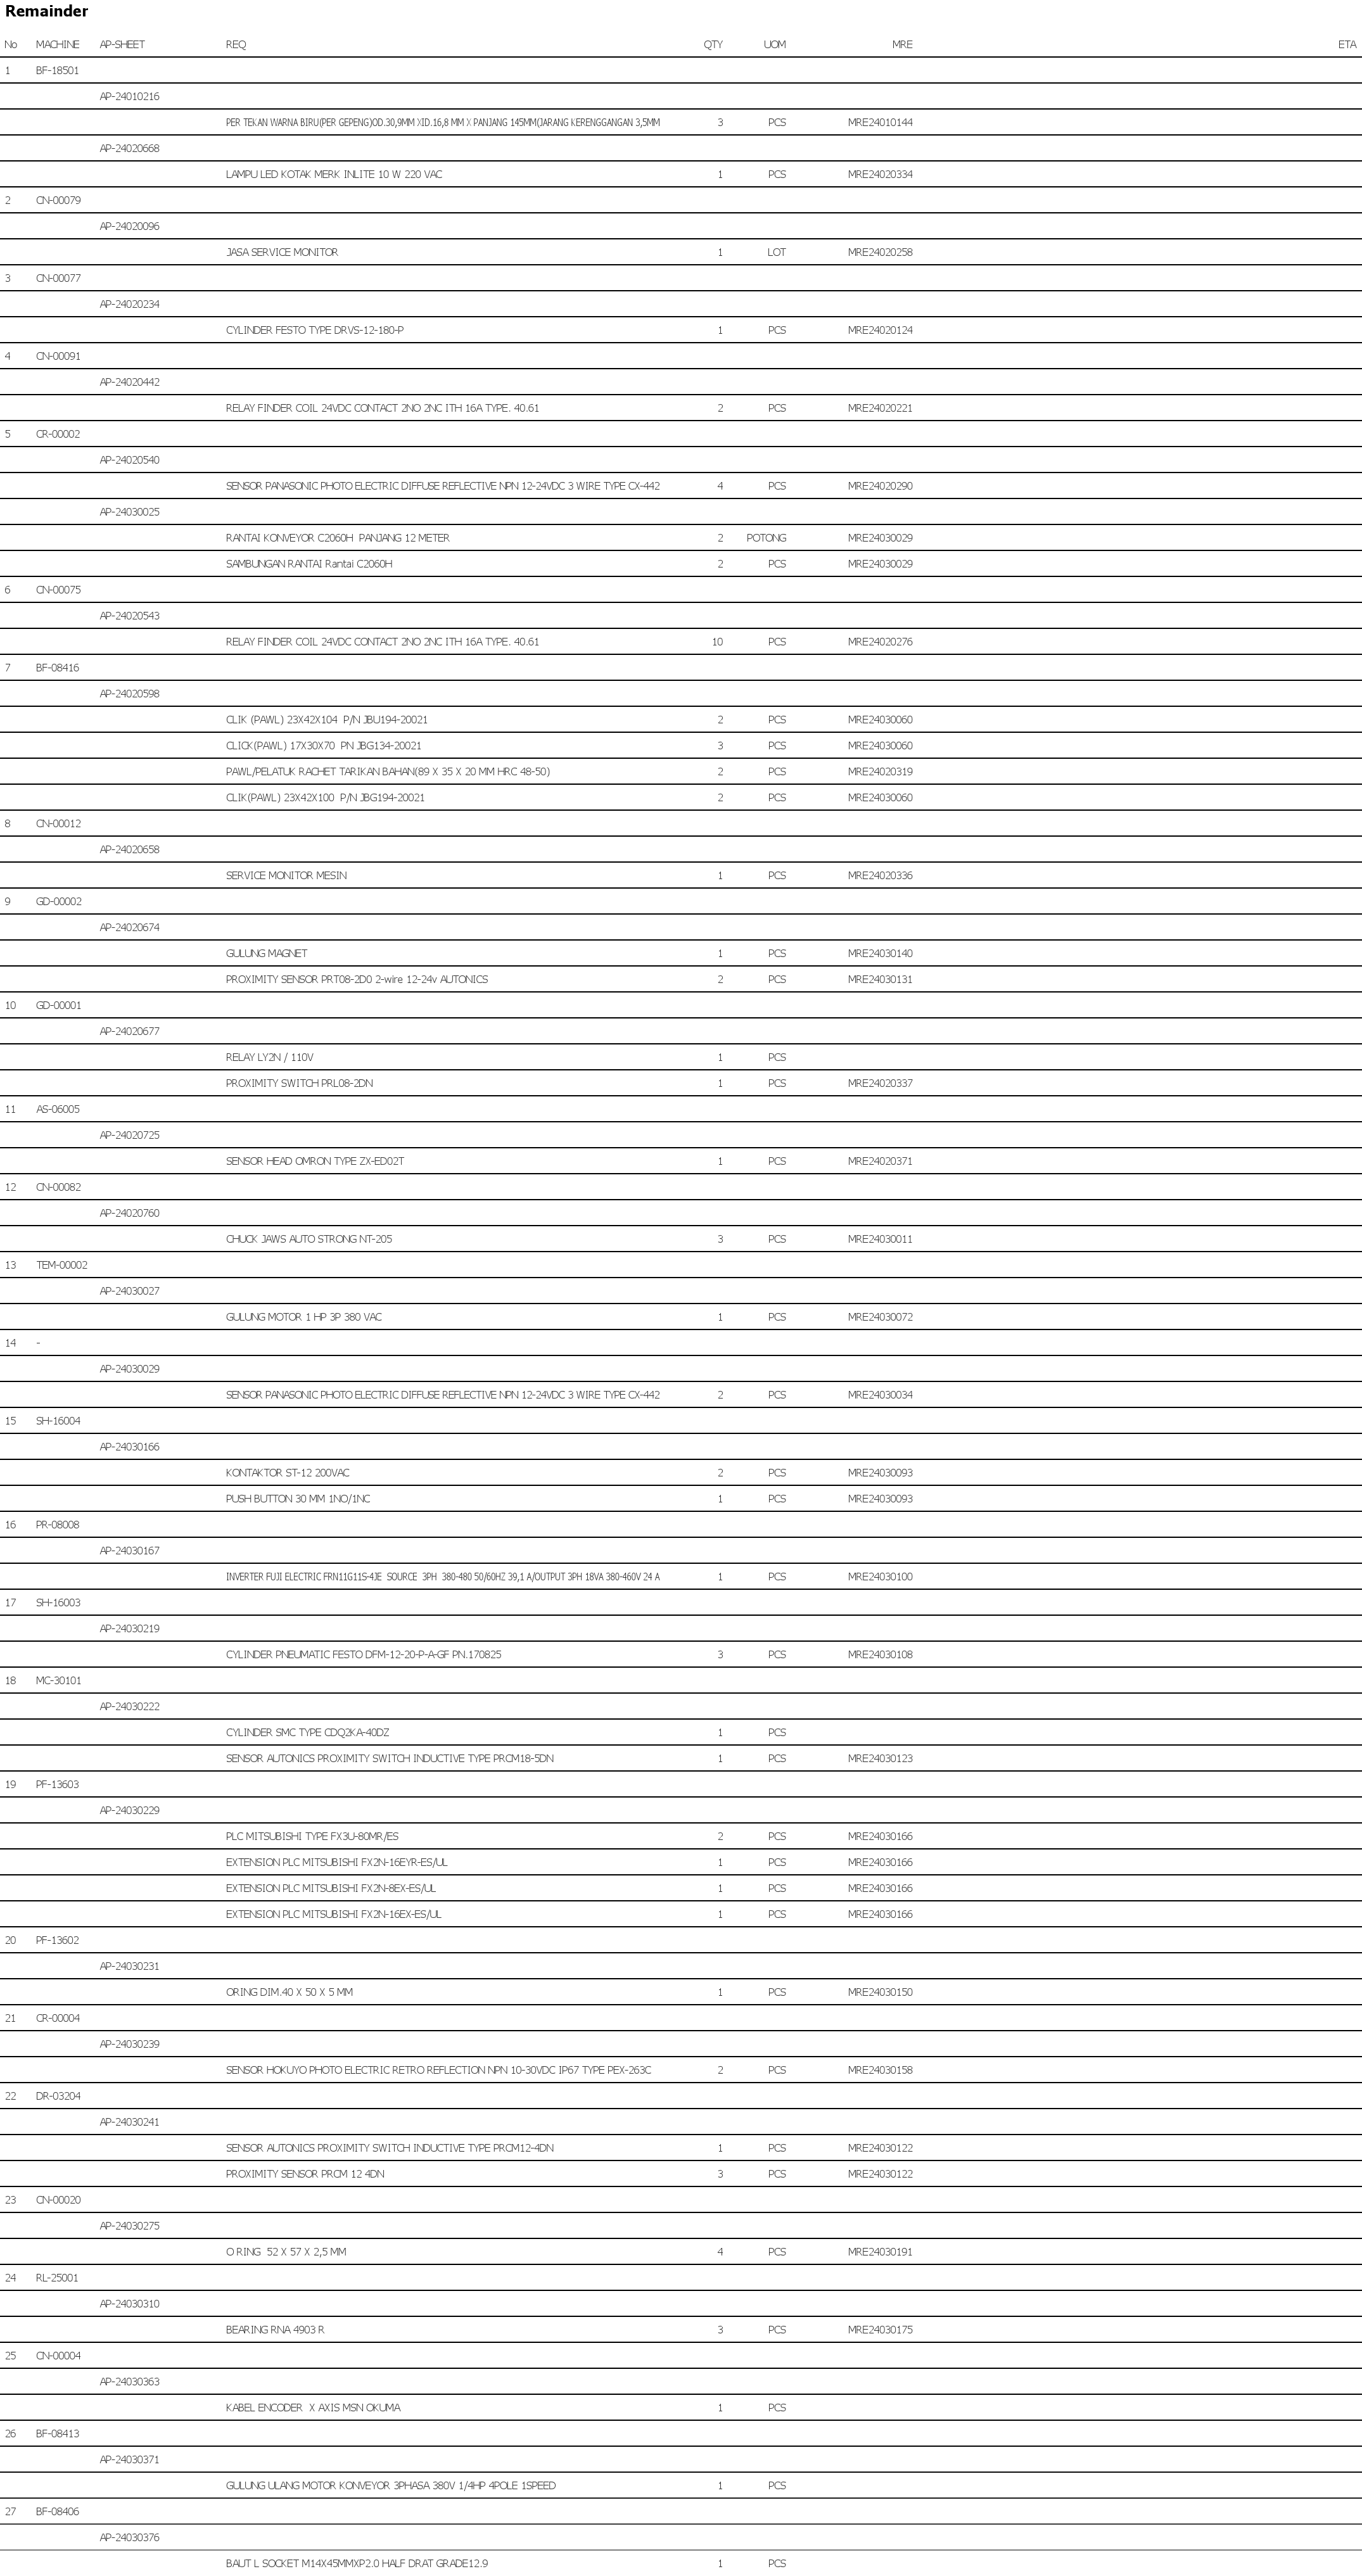 Remainder
No MACHINE AP-SHEET REQ QTY UOM MRE ETA
1 BF-18501
AP-24010216
PER TEKAN WARNA BIRU(PER GEPENG)OD.30,9MM XID.16,8 MM X PANJANG 145MM(JARANG KERENGGANGAN 3,5MM 3 PCS MRE24010144
AP-24020668
LAMPU LED KOTAK MERK INLITE 10 W 220 VAC 1 PCS MRE24020334
2 CN-00079
AP-24020096
JASA SERVICE MONITOR 1 LOT MRE24020258
3 CN-00077
AP-24020234
CYLINDER FESTO TYPE DRVS-12-180-P 1 PCS MRE24020124
4 CN-00091
AP-24020442
RELAY FINDER COIL 24VDC CONTACT 2NO 2NC ITH 16A TYPE. 40.61 2 PCS MRE24020221
5 CR-00002
AP-24020540
SENSOR PANASONIC PHOTO ELECTRIC DIFFUSE REFLECTIVE NPN 12-24VDC 3 WIRE TYPE CX-442 4 PCS MRE24020290
AP-24030025
RANTAI KONVEYOR C2060H PANJANG 12 METER 2 POTONG MRE24030029
SAMBUNGAN RANTAI Rantai C2060H 2 PCS MRE24030029
6 CN-00075
AP-24020543
RELAY FINDER COIL 24VDC CONTACT 2NO 2NC ITH 16A TYPE. 40.61 10 PCS MRE24020276
7 BF-08416
AP-24020598
CLIK (PAWL) 23X42X104 P/N JBU194-20021 2 PCS MRE24030060
CLICK(PAWL) 17X30X70 PN JBG134-20021 3 PCS MRE24030060
PAWL/PELATUK RACHET TARIKAN BAHAN(89 X 35 X 20 MM HRC 48-50) 2 PCS MRE24020319
CLIK(PAWL) 23X42X100 P/N JBG194-20021 2 PCS MRE24030060
8 CN-00012
AP-24020658
SERVICE MONITOR MESIN 1 PCS MRE24020336
9 GD-00002
AP-24020674
GULUNG MAGNET 1 PCS MRE24030140
PROXIMITY SENSOR PRT08-2D0 2-wire 12-24v AUTONICS 2 PCS MRE24030131
10 GD-00001
AP-24020677
RELAY LY2N / 110V 1 PCS
PROXIMITY SWITCH PRL08-2DN 1 PCS MRE24020337
11 AS-06005
AP-24020725
SENSOR HEAD OMRON TYPE ZX-ED02T 1 PCS MRE24020371
12 CN-00082
AP-24020760
CHUCK JAWS AUTO STRONG NT-205 3 PCS MRE24030011
13 TEM-00002
AP-24030027
GULUNG MOTOR 1 HP 3P 380 VAC 1 PCS MRE24030072
14 -
AP-24030029
SENSOR PANASONIC PHOTO ELECTRIC DIFFUSE REFLECTIVE NPN 12-24VDC 3 WIRE TYPE CX-442 2 PCS MRE24030034
15 SH-16004
AP-24030166
KONTAKTOR ST-12 200VAC 2 PCS MRE24030093
PUSH BUTTON 30 MM 1NO/1NC 1 PCS MRE24030093
16 PR-08008
AP-24030167
INVERTER FUJI ELECTRIC FRN11G11S-4JE SOURCE 3PH 380-480 50/60HZ 39,1 A/OUTPUT 3PH 18VA 380-460V 24 A 1 PCS MRE24030100
17 SH-16003
AP-24030219
CYLINDER PNEUMATIC FESTO DFM-12-20-P-A-GF PN.170825 3 PCS MRE24030108
18 MC-30101
AP-24030222
CYLINDER SMC TYPE CDQ2KA-40DZ 1 PCS
SENSOR AUTONICS PROXIMITY SWITCH INDUCTIVE TYPE PRCM18-5DN 1 PCS MRE24030123
19 PF-13603
AP-24030229
PLC MITSUBISHI TYPE FX3U-80MR/ES 2 PCS MRE24030166
EXTENSION PLC MITSUBISHI FX2N-16EYR-ES/UL 1 PCS MRE24030166
EXTENSION PLC MITSUBISHI FX2N-8EX-ES/UL 1 PCS MRE24030166
EXTENSION PLC MITSUBISHI FX2N-16EX-ES/UL 1 PCS MRE24030166
20 PF-13602
AP-24030231
ORING DIM.40 X 50 X 5 MM 1 PCS MRE24030150
21 CR-00004
AP-24030239
SENSOR HOKUYO PHOTO ELECTRIC RETRO REFLECTION NPN 10-30VDC IP67 TYPE PEX-263C 2 PCS MRE24030158
22 DR-03204
AP-24030241
SENSOR AUTONICS PROXIMITY SWITCH INDUCTIVE TYPE PRCM12-4DN 1 PCS MRE24030122
PROXIMITY SENSOR PRCM 12 4DN 3 PCS MRE24030122
23 CN-00020
AP-24030275
O RING 52 X 57 X 2,5 MM 4 PCS MRE24030191
24 RL-25001
AP-24030310
BEARING RNA 4903 R 3 PCS MRE24030175
25 CN-00004
AP-24030363
KABEL ENCODER X AXIS MSN OKUMA 1 PCS
26 BF-08413
AP-24030371
GULUNG ULANG MOTOR KONVEYOR 3PHASA 380V 1/4HP 4POLE 1SPEED 1 PCS
27 BF-08406
AP-24030376
BAUT L SOCKET M14X45MMXP2.0 HALF DRAT GRADE12.9 1 PCS